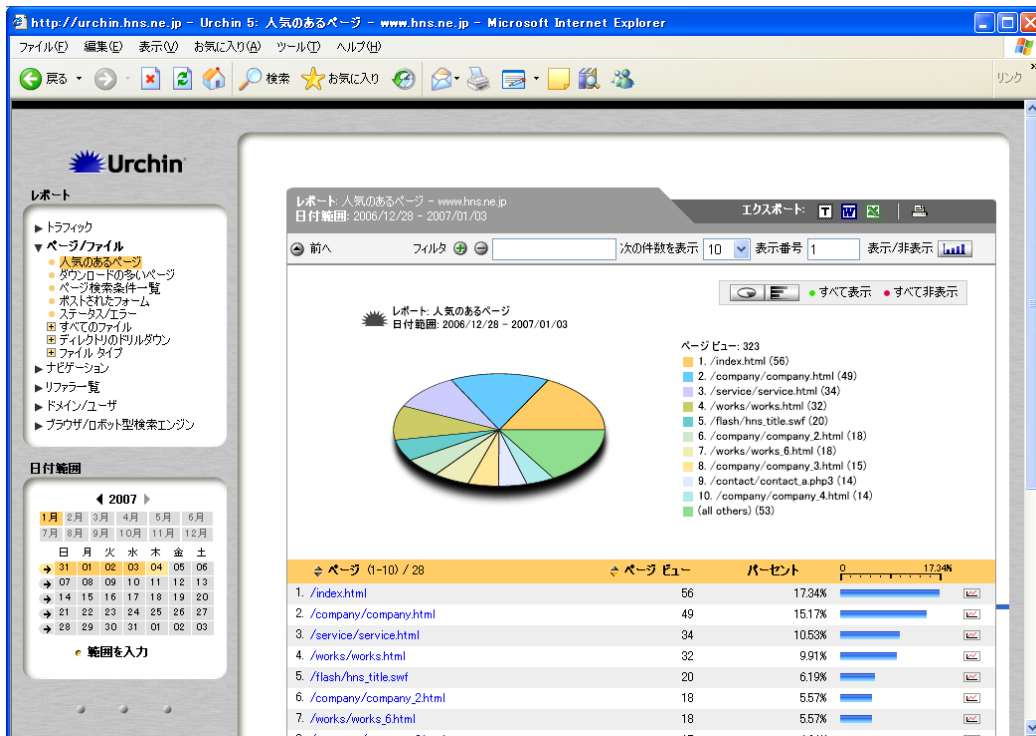 http://urchin.hns.ne.jp - Urchin 5: 人気のあるページ - www.hns.ne.jp - Microsoft Internet Explorer
ファイル(F) 編集(E) 表示(V) お気に入り(A) ツール(T) ヘルプ(H)
戻る 検索 お気に入り リンク »
Urchin
レポート
トラフィック
ページ/ファイル
人気のあるページ
ダウンロードの多いページ
ページ検索条件一覧
ポストされたフォーム
ステータス/エラー
すべてのファイル
ディレクトリのドリルダウン
ファイル タイプ
ナビゲーション
リファラ一覧
ドメイン/ユーザ
ブラウザ/ロボット型検索エンジン
日付範囲
2007
1月 2月 3月 4月 5月 6月
7月 8月 9月 10月 11月 12月
日 月 火 水 木 金 土
31 01 02 03 04 05 06
07 08 09 10 11 12 13
14 15 16 17 18 19 20
21 22 23 24 25 26 27
28 29 30 31 01 02 03
範囲を入力
レポート: 人気のあるページ - www.hns.ne.jp
日付範囲: 2006/12/28 - 2007/01/03
エクスポート: T W X
前へ フィルタ 次の件数を表示 10 表示番号 1 表示/非表示
すべて表示 すべて非表示
レポート: 人気のあるページ
日付範囲: 2006/12/28 - 2007/01/03
ページ ビュー: 323
1. /index.html (56)
2. /company/company.html (49)
3. /service/service.html (34)
4. /works/works.html (32)
5. /flash/hns_title.swf (20)
6. /company/company_2.html (18)
7. /works/works_6.html (18)
8. /company/company_3.html (15)
9. /contact/contact_a.php3 (14)
10. /company/company_4.html (14)
(all others) (53)
ページ (1-10) / 28 ページ ビュー パーセント 0 17.34%
1. /index.html 56 17.34%
2. /company/company.html 49 15.17%
3. /service/service.html 34 10.53%
4. /works/works.html 32 9.91%
5. /flash/hns_title.swf 20 6.19%
6. /company/company_2.html 18 5.57%
7. /works/works_6.html 18 5.57%